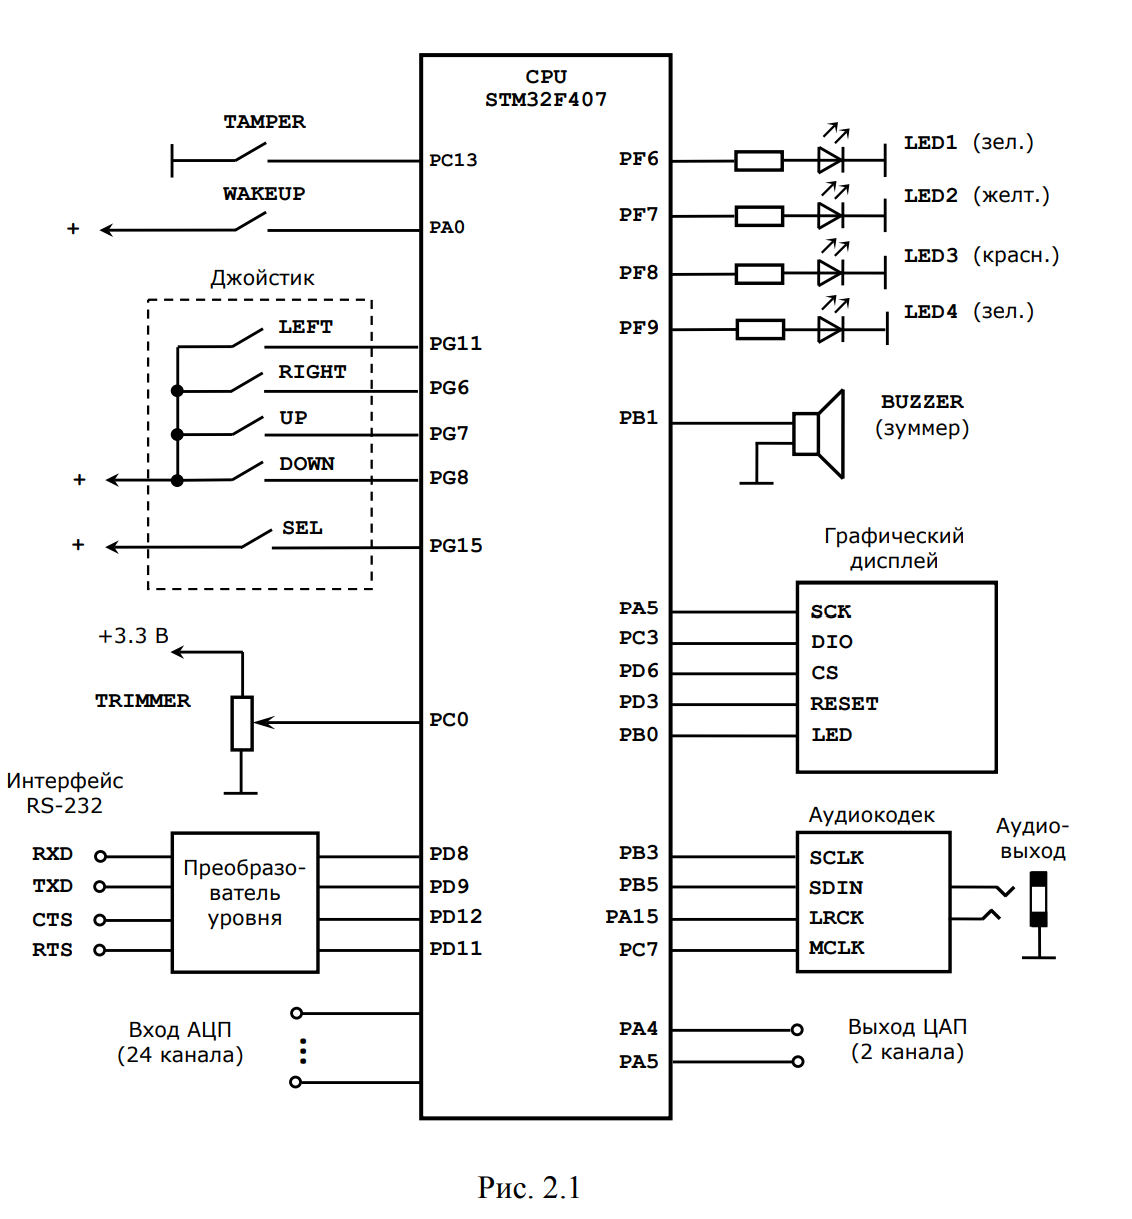 CPU
STM32F407
TAMPER
PC13
WAKEUP
+
PA0
Джойстик
LEFT
PG11
RIGHT
PG6
UP
PG7
DOWN
+
PG8
SEL
+
PG15
+3.3 В
TRIMMER
PC0
Интерфейс
RS-232
RXD
TXD
CTS
RTS
Преобразо-
ватель
уровня
PD8
PD9
PD12
PD11
Вход АЦП
(24 канала)
PF6
LED1 (зел.)
PF7
LED2 (желт.)
PF8
LED3 (красн.)
PF9
LED4 (зел.)
PB1
BUZZER
(зуммер)
Графический
дисплей
PA5
SCK
PC3
DIO
PD6
CS
PD3
RESET
PB0
LED
Аудиокодек
PB3
SCLK
PB5
SDIN
PA15
LRCK
PC7
MCLK
Аудио-
выход
PA4
PA5
Выход ЦАП
(2 канала)
Рис. 2.1